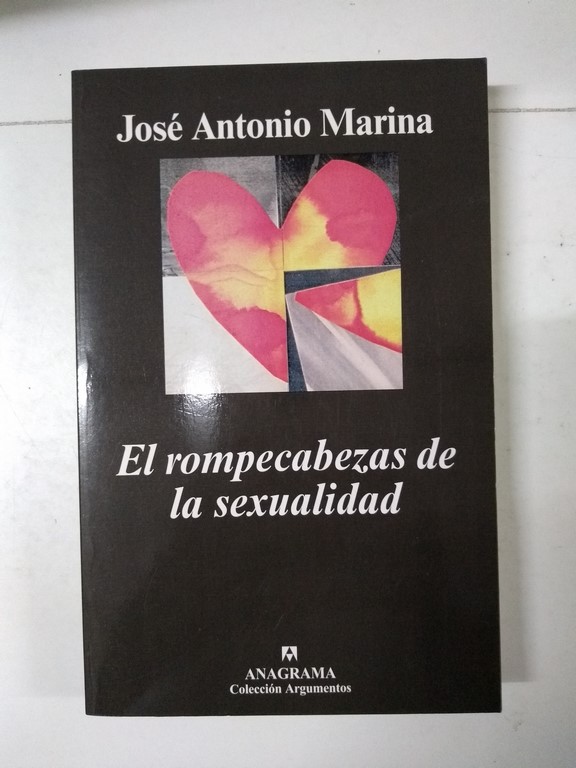 José Antonio Marina
El rompecabezas de
la sexualidad
ANAGRAMA
Colección Argumentos